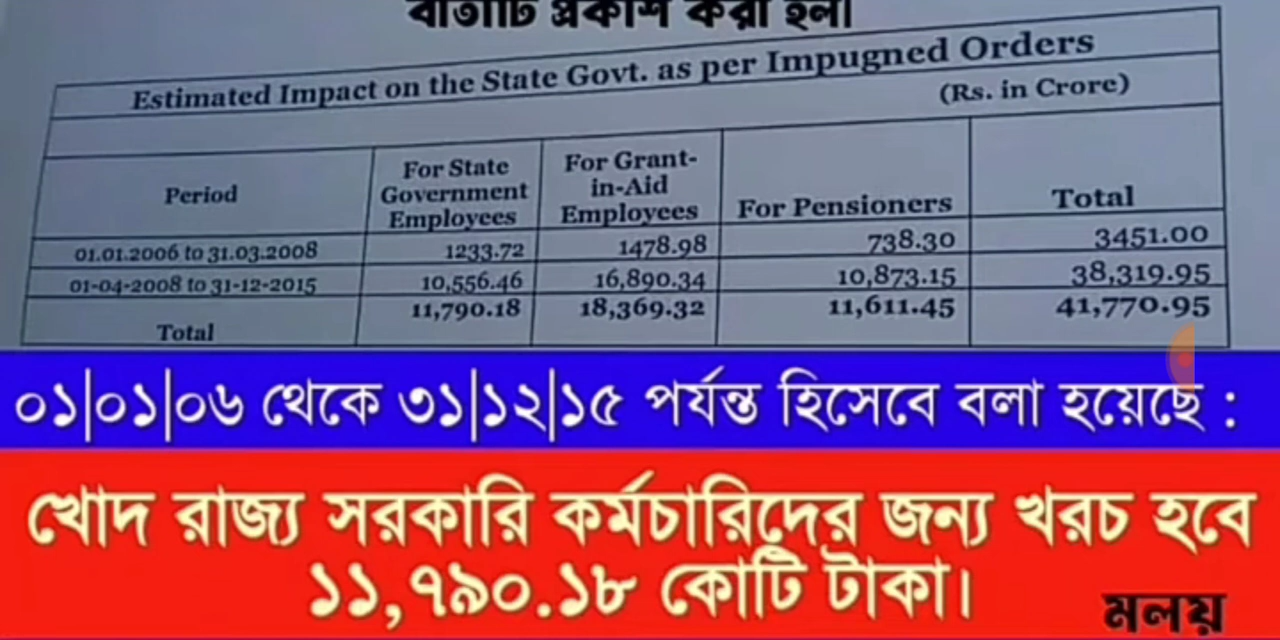 বার্তাটি প্রকাশ করা হল।
Estimated Impact on the State Govt. as per Impugned Orders
(Rs. in Crore)
Period For State Government Employees For Grant-in-Aid Employees For Pensioners Total
01.01.2006 to 31.03.2008 1233.72 1478.98 738.30 3451.00
01-04-2008 to 31-12-2015 10,556.46 16,890.34 10,873.15 38,319.95
Total 11,790.18 18,369.32 11,611.45 41,770.95
০১|০১|০৬ থেকে ৩১|১২|১৫ পর্যন্ত হিসেবে বলা হয়েছে :
খোদ রাজ্য সরকারি কর্মচারিদের জন্য খরচ হবে
১১,৭৯০.১৮ কোটি টাকা।
মলয়